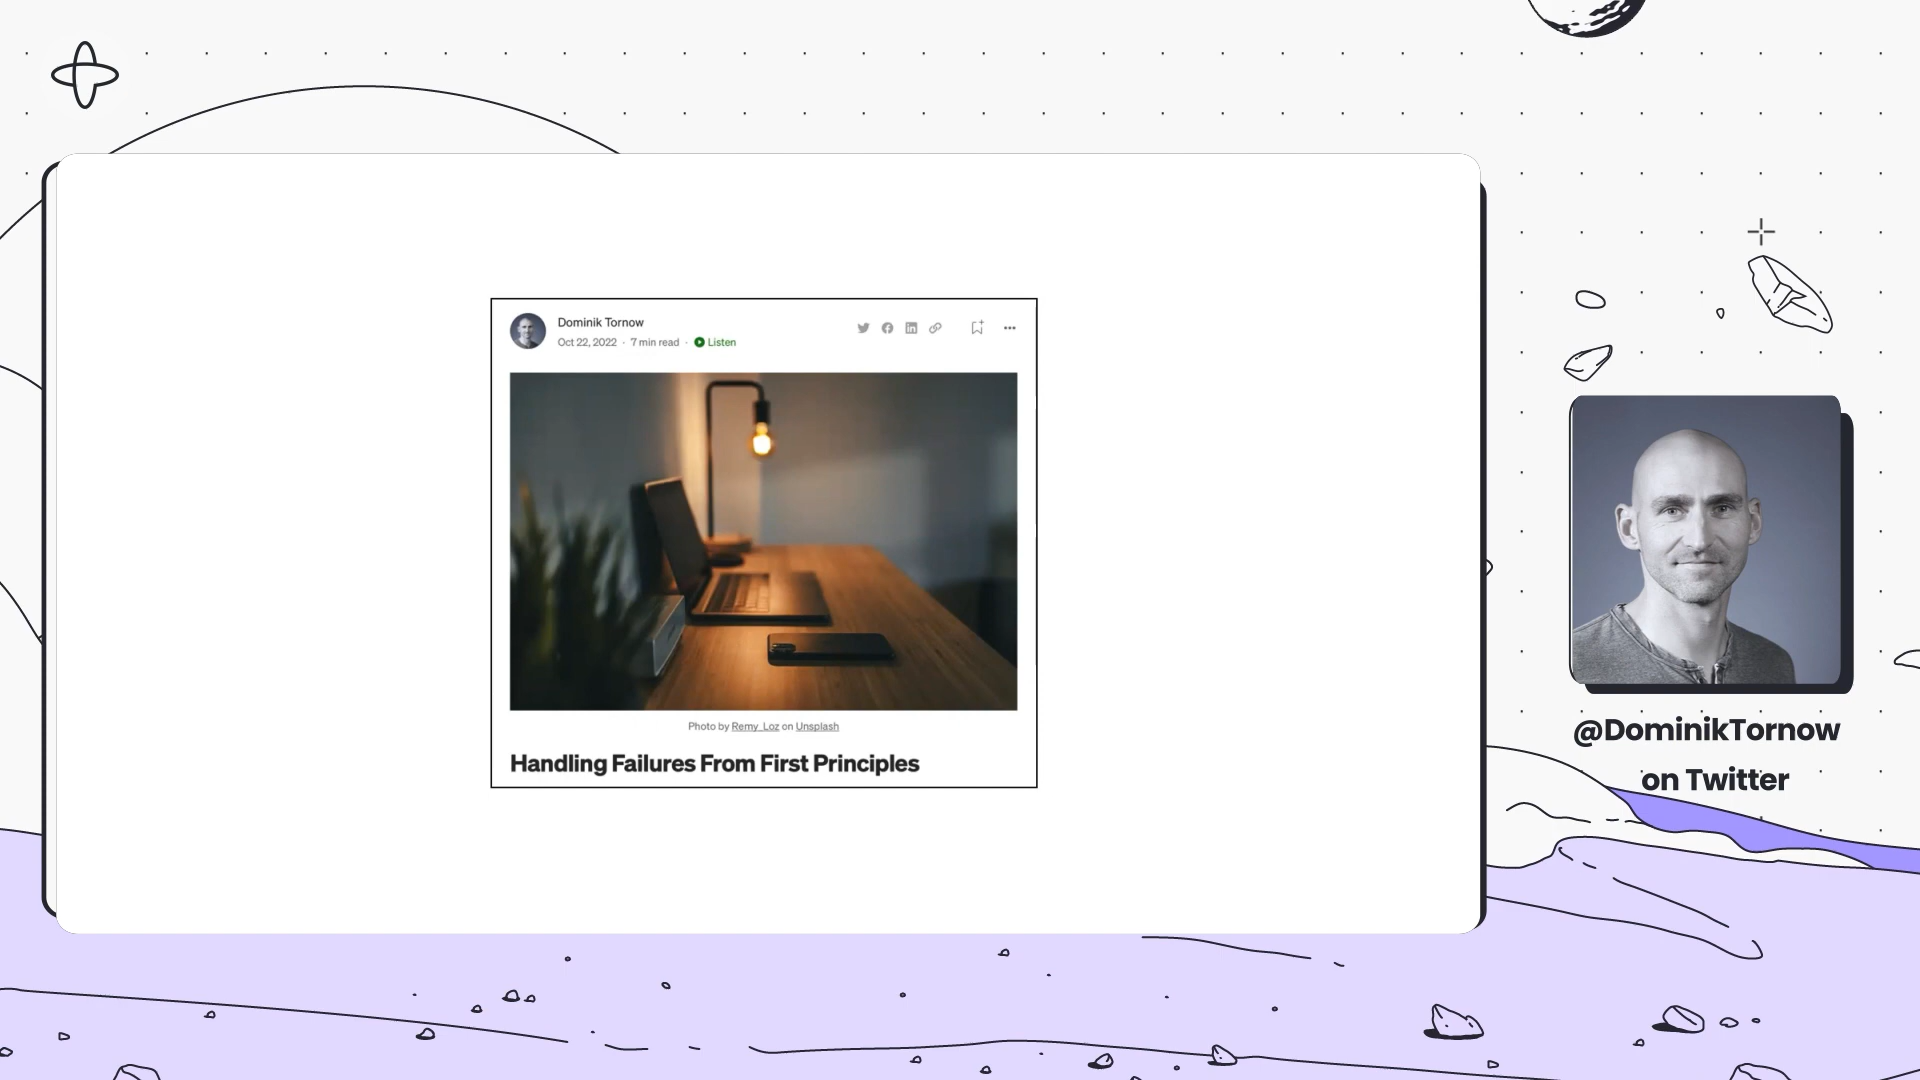 Dominik Tornow
Oct 22, 2022 · 7 min read · Listen
Photo by Remy_Loz on Unsplash
Handling Failures From First Principles
@DominikTornow
on Twitter